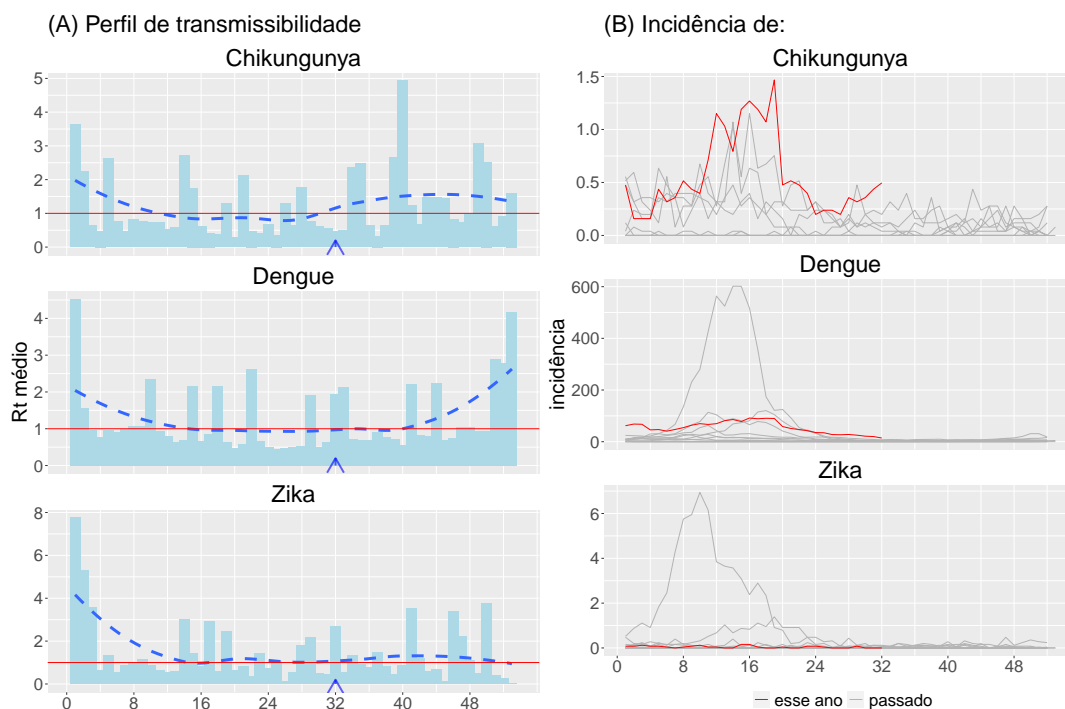 (A) Perfil de transmissibilidade
Chikungunya
5
4
3
2
1
0
Dengue
4
3
2
1
0
Rt médio
Zika
8
6
4
2
0
0 8 16 24 32 40 48
(B) Incidência de:
Chikungunya
1.5
1.0
0.5
0.0
Dengue
600
400
200
0
incidência
Zika
6
4
2
0
0 8 16 24 32 40 48
esse ano passado